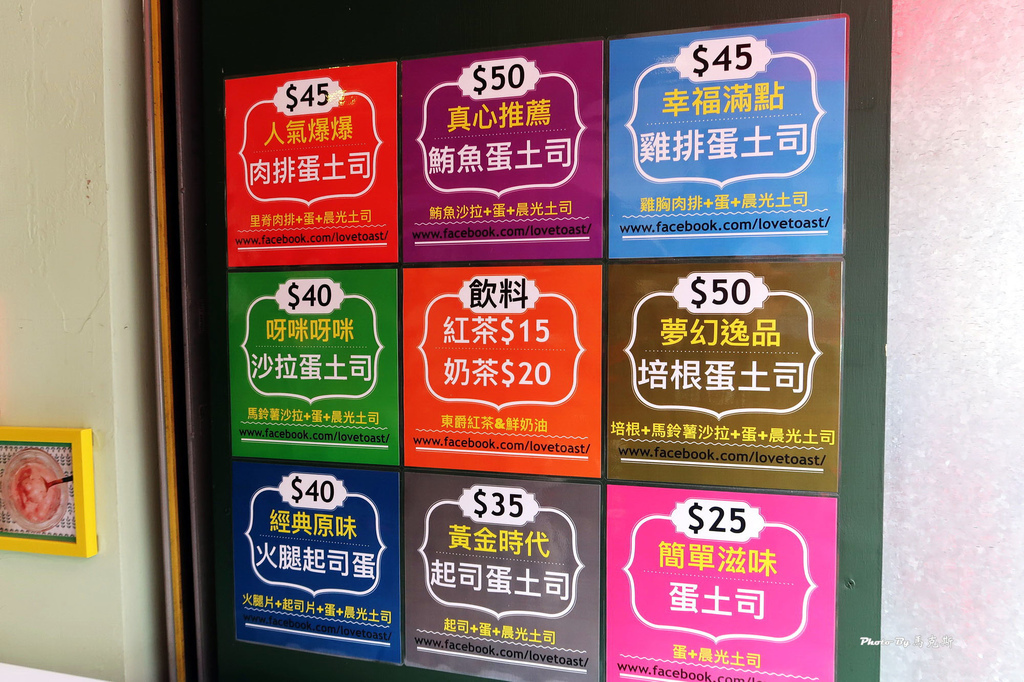 $45
人氣爆爆
肉排蛋土司
里脊肉排+蛋+晨光土司
www.facebook.com/lovetoast/
$50
真心推薦
鮪魚蛋土司
鮪魚沙拉+蛋+晨光土司
www.facebook.com/lovetoast/
$45
幸福滿點
雞排蛋土司
雞胸肉排+蛋+晨光土司
www.facebook.com/lovetoast/
$40
呀咪呀咪
沙拉蛋土司
馬鈴薯沙拉+蛋+晨光土司
www.facebook.com/lovetoast/
飲料
紅茶$15
奶茶$20
東爵紅茶&鮮奶油
www.facebook.com/lovetoast/
$50
夢幻逸品
培根蛋土司
培根+馬鈴薯沙拉+蛋+晨光土司
www.facebook.com/lovetoast/
$40
經典原味
火腿起司蛋
火腿片+起司片+蛋+晨光土司
www.facebook.com/lovetoast/
$35
黃金時代
起司蛋土司
起司+蛋+晨光土司
www.facebook.com/lovetoast/
$25
簡單滋味
蛋土司
蛋+晨光土司
www.facebook.com/lovetoast/
Photo By 馬克斯